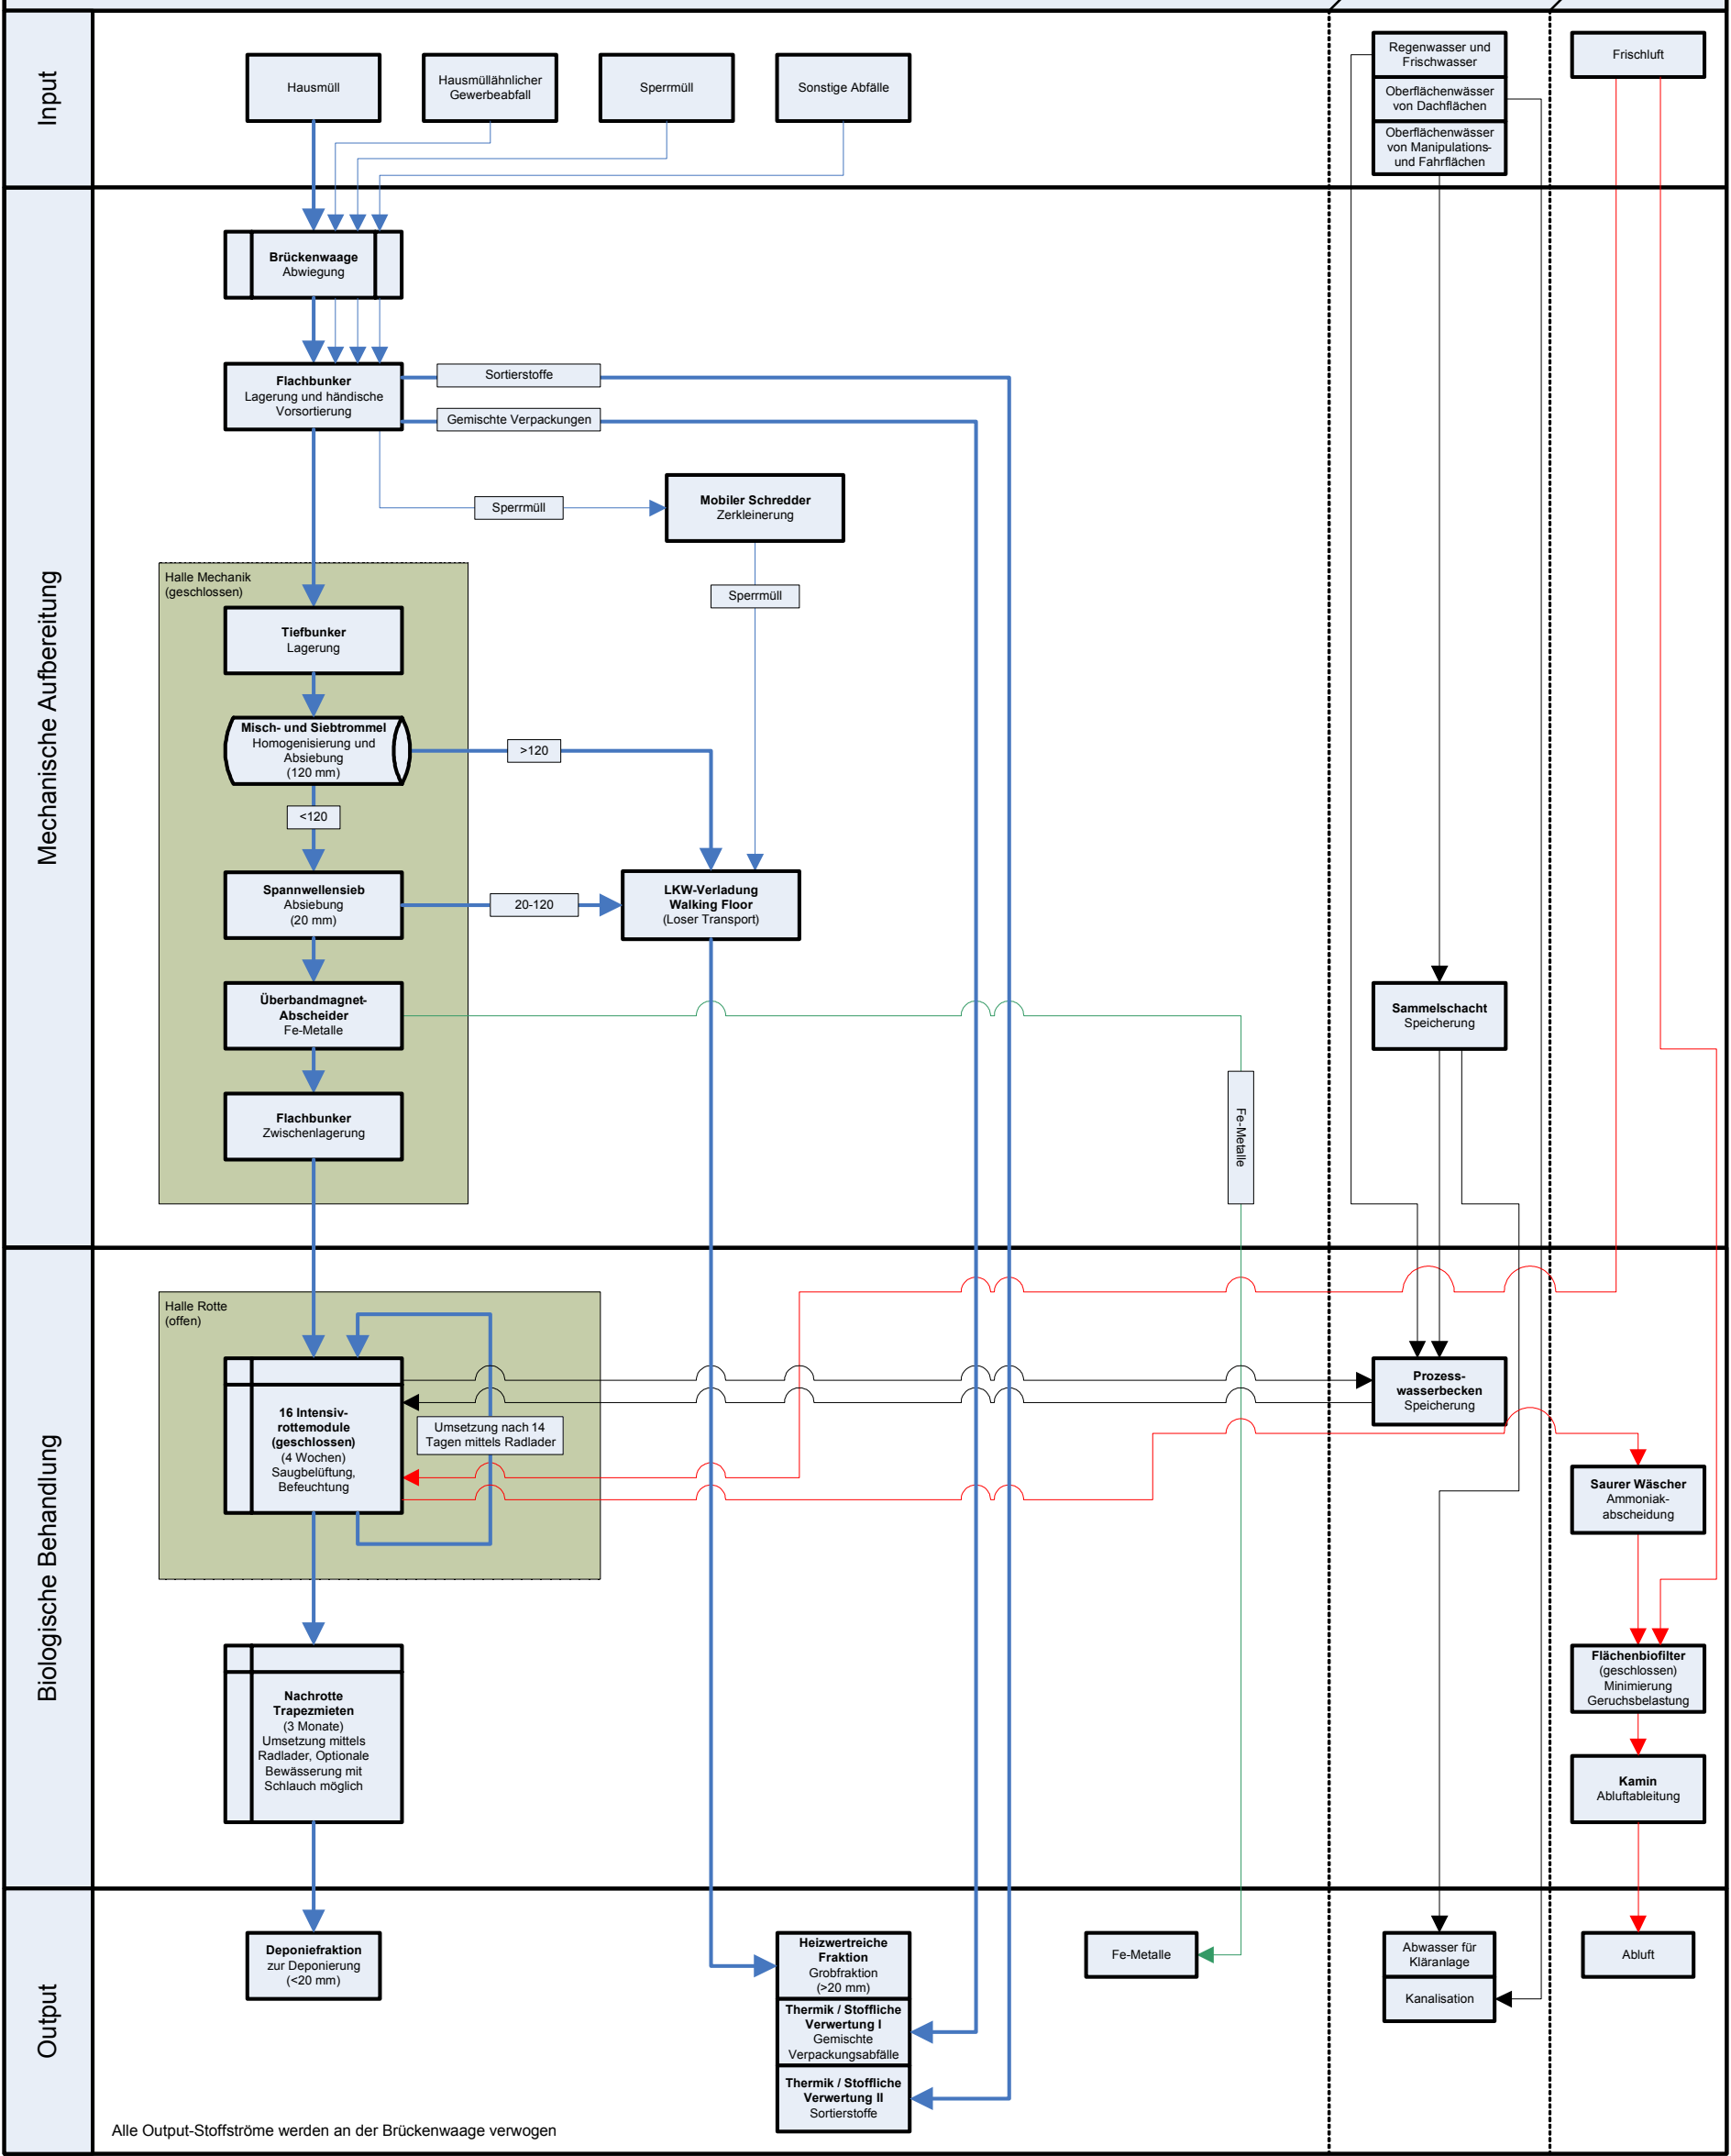 Input
Hausmüll
Hausmüllähnlicher
Gewerbeabfall
Sperrmüll
Sonstige Abfälle
Regenwasser und
Frischwasser
Oberflächenwässer
von Dachflächen
Oberflächenwässer
von Manipulations-
und Fahrflächen
Frischluft
Mechanische Aufbereitung
Brückenwaage
Abwiegung
Flachbunker
Lagerung und händische
Vorsortierung
Sortierstoffe
Gemischte Verpackungen
Sperrmüll
Mobiler Schredder
Zerkleinerung
Sperrmüll
Halle Mechanik
(geschlossen)
Tiefbunker
Lagerung
Misch- und Siebtrommel
Homogenisierung und
Absiebung
(120 mm)
>120
<120
Spannwellensieb
Absiebung
(20 mm)
20-120
LKW-Verladung
Walking Floor
(Loser Transport)
Überbandmagnet-
Abscheider
Fe-Metalle
Sammelschacht
Speicherung
Flachbunker
Zwischenlagerung
Fe-Metalle
Biologische Behandlung
Halle Rotte
(offen)
16 Intensiv-
rottemodule
(geschlossen)
(4 Wochen)
Saugbelüftung,
Befeuchtung
Umsetzung nach 14
Tagen mittels Radlader
Prozess-
wasserbecken
Speicherung
Saurer Wäscher
Ammoniak-
abscheidung
Nachrotte
Trapezmieten
(3 Monate)
Umsetzung mittels
Radlader, Optionale
Bewässerung mit
Schlauch möglich
Flächenbiofilter
(geschlossen)
Minimierung
Geruchsbelastung
Kamin
Abluftableitung
Output
Deponiefraktion
zur Deponierung
(<20 mm)
Heizwertreiche
Fraktion
Grobfraktion
(>20 mm)
Thermik / Stoffliche
Verwertung I
Gemischte
Verpackungsabfälle
Thermik / Stoffliche
Verwertung II
Sortierstoffe
Fe-Metalle
Abwasser für
Kläranlage
Kanalisation
Abluft
Alle Output-Stoffströme werden an der Brückenwaage verwogen